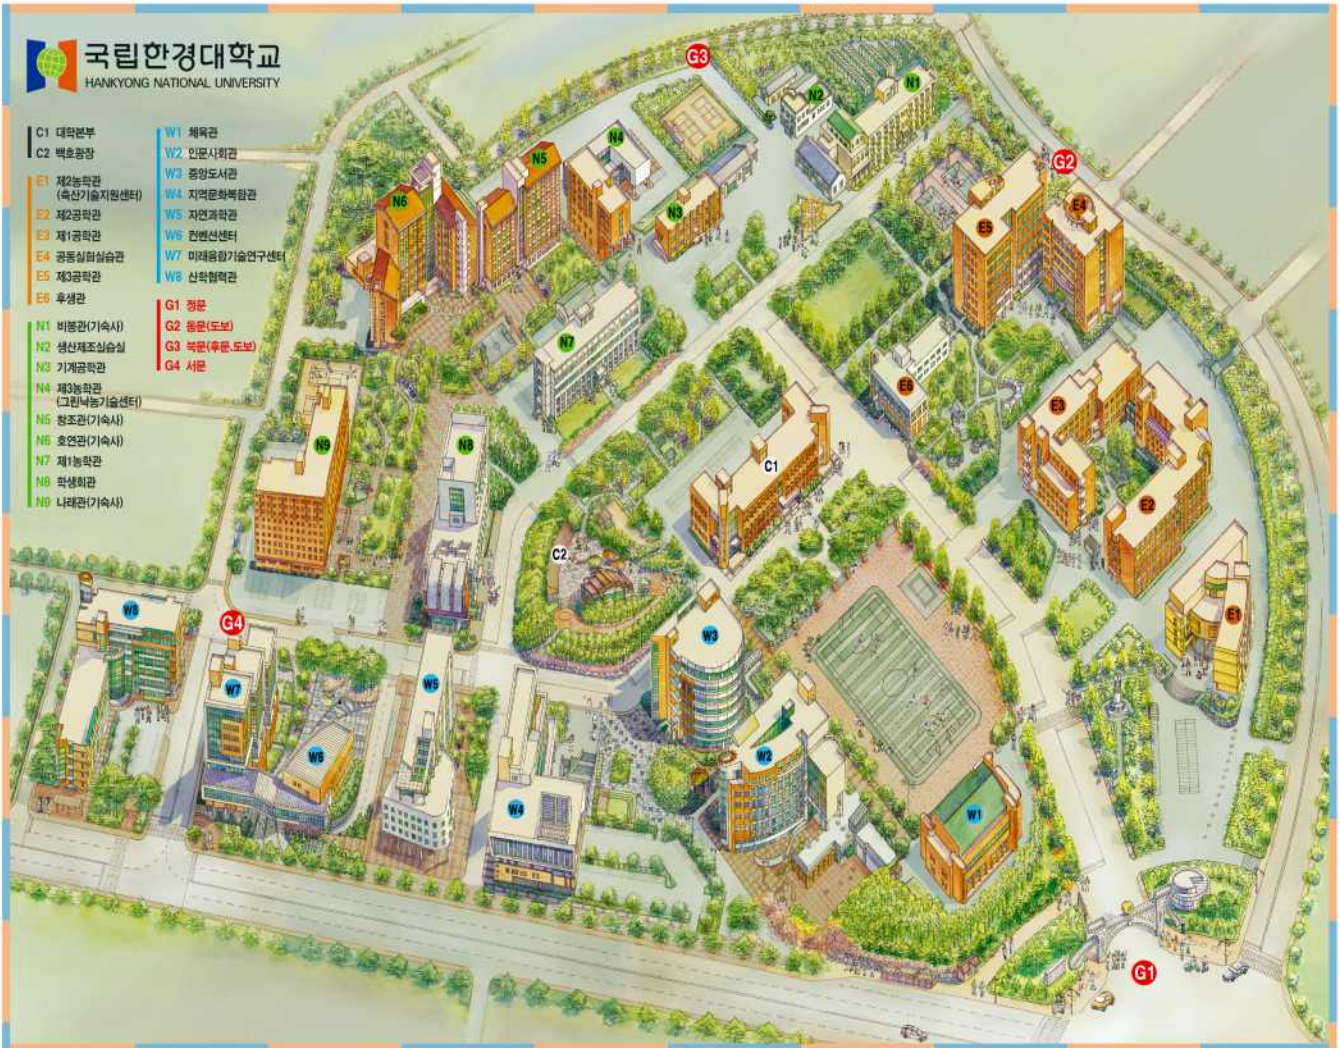 국립한경대학교
HANKYONG NATIONAL UNIVERSITY
C1 대학본부
C2 백호광장
E1 제2농학관
(축산기술지원센터)
E2 제2공학관
E3 제1공학관
E4 공동실험실습관
E5 제3공학관
E6 후생관
N1 비봉관(기숙사)
N2 생산제조실습실
N3 기계공학관
N4 제3농학관
(그린낙농기술센터)
N5 창조관(기숙사)
N6 호연관(기숙사)
N7 제1농학관
N8 학생회관
N9 나래관(기숙사)
W1 체육관
W2 인문사회관
W3 중앙도서관
W4 지역문화복합관
W5 자연과학관
W6 컨벤션센터
W7 미래융합기술연구센터
W8 산학협력관
G1 정문
G2 동문(도보)
G3 북문(후문.도보)
G4 서문
G3
N1
N2
N4
N5
G2
N6
N3
E4
E5
N7
E6
E3
N9
N8
C1
E2
C2
W8
G4
W3
E1
W7
W5
W6
W2
W4
W1
G1